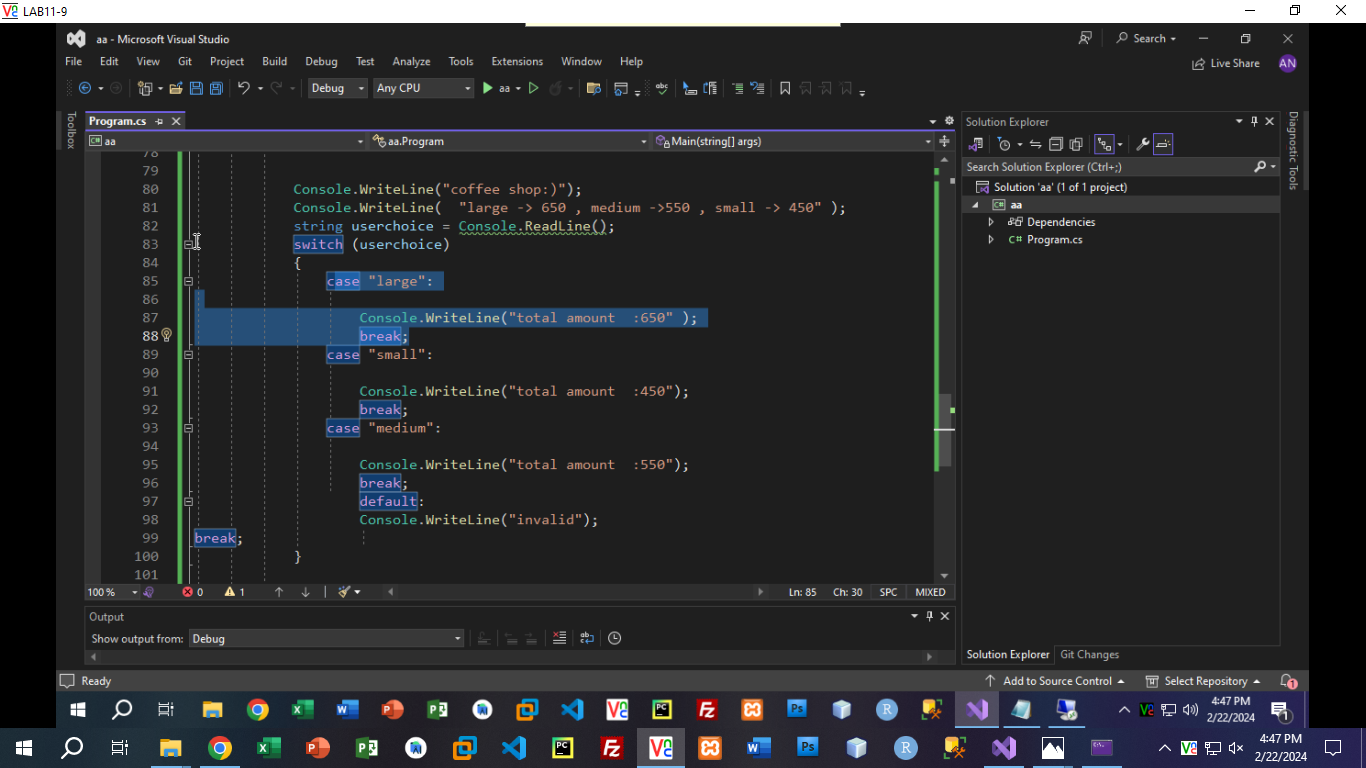 LAB11-9
aa - Microsoft Visual Studio
Search
File Edit View Git Project Build Debug Test Analyze Tools Extensions Window Help
Live Share
AN
Debug
Any CPU
aa
Toolbox
Program.cs
aa
aa.Program
Main(string[] args)
78
79
80 Console.WriteLine("coffee shop:)");
81 Console.WriteLine( "large -> 650 , medium ->550 , small -> 450" );
82 string userchoice = Console.ReadLine();
83 switch (userchoice)
84 {
85 case "large":
86
87 Console.WriteLine("total amount  :650" );
88 break;
89 case "small":
90
91 Console.WriteLine("total amount  :450");
92 break;
93 case "medium":
94
95 Console.WriteLine("total amount  :550");
96 break;
97 default:
98 Console.WriteLine("invalid");
99 break;
100 }
101
100 %
0
1
Ln: 85 Ch: 30 SPC MIXED
Output
Show output from: Debug
Solution Explorer
Search Solution Explorer (Ctrl+;)
Solution 'aa' (1 of 1 project)
aa
Dependencies
C# Program.cs
Solution Explorer Git Changes
Diagnostic Tools
Ready
Add to Source Control
Select Repository
1
4:47 PM
2/22/2024
1
4:47 PM
2/22/2024